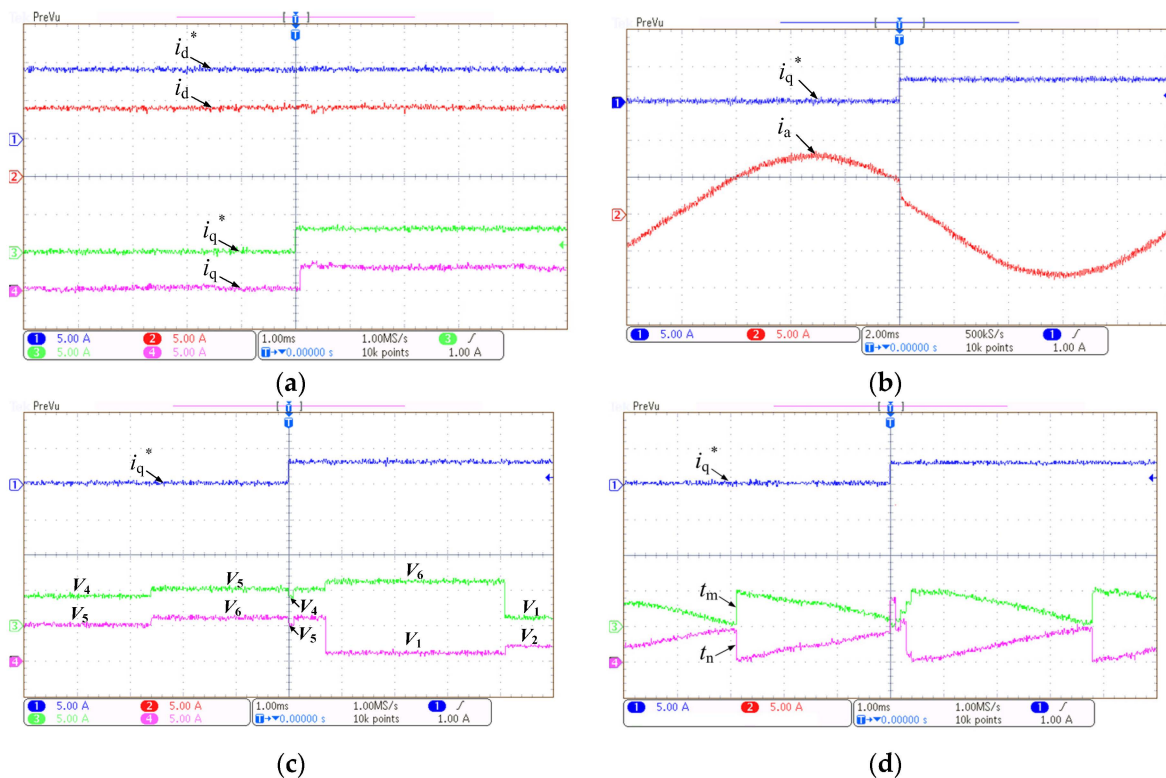 PreVu
[ T ]
T
i_d^*
i_d
1
2
i_q^*
3
i_q
4
1 5.00 A 2 5.00 A 1.00ms 1.00MS/s 3
3 5.00 A 4 5.00 A T→▼0.00000 s 10k points 1.00 A
(a)
PreVu
[ T ]
T
i_q^*
1
i_a
2
1 5.00 A 2 5.00 A 2.00ms 500kS/s 1
T→▼0.00000 s 10k points 1.00 A
(b)
PreVu
[ T ]
T
i_q^*
1
V_4 V_5 V_4 V_6 V_1
3
V_5 V_6 V_5 V_1 V_2
4
1 5.00 A 2 5.00 A 1.00ms 1.00MS/s 1
3 5.00 A 4 5.00 A T→▼0.00000 s 10k points 1.00 A
(c)
PreVu
[ T ]
T
i_q^*
1
t_m
3
t_n
4
1 5.00 A 2 5.00 A 1.00ms 1.00MS/s 1
T→▼0.00000 s 10k points 1.00 A
(d)